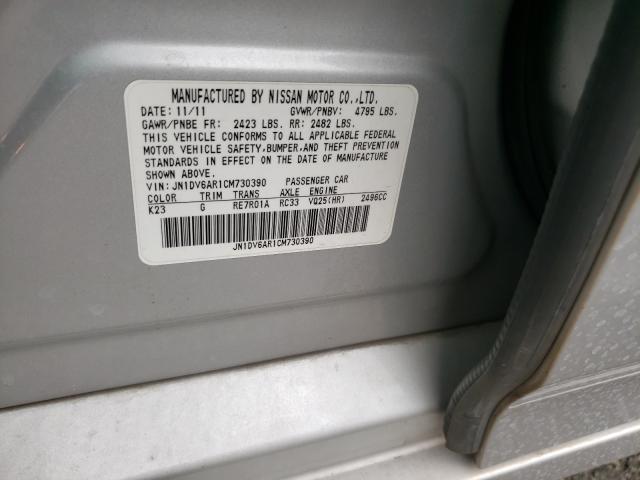 MANUFACTURED BY NISSAN MOTOR CO.,LTD.
DATE: 11/11 GVWR/PNBV: 4795 LBS.
GAWR/PNBE FR: 2423 LBS. RR: 2482 LBS.
THIS VEHICLE CONFORMS TO ALL APPLICABLE FEDERAL
MOTOR VEHICLE SAFETY,BUMPER,AND THEFT PREVENTION
STANDARDS IN EFFECT ON THE DATE OF MANUFACTURE
SHOWN ABOVE.
VIN: JN1DV6AR1CM730390 PASSENGER CAR
COLOR TRIM TRANS AXLE ENGINE
K23 G RE7R01A RC33 VQ25(HR) 2496CC
JN1DV6AR1CM730390